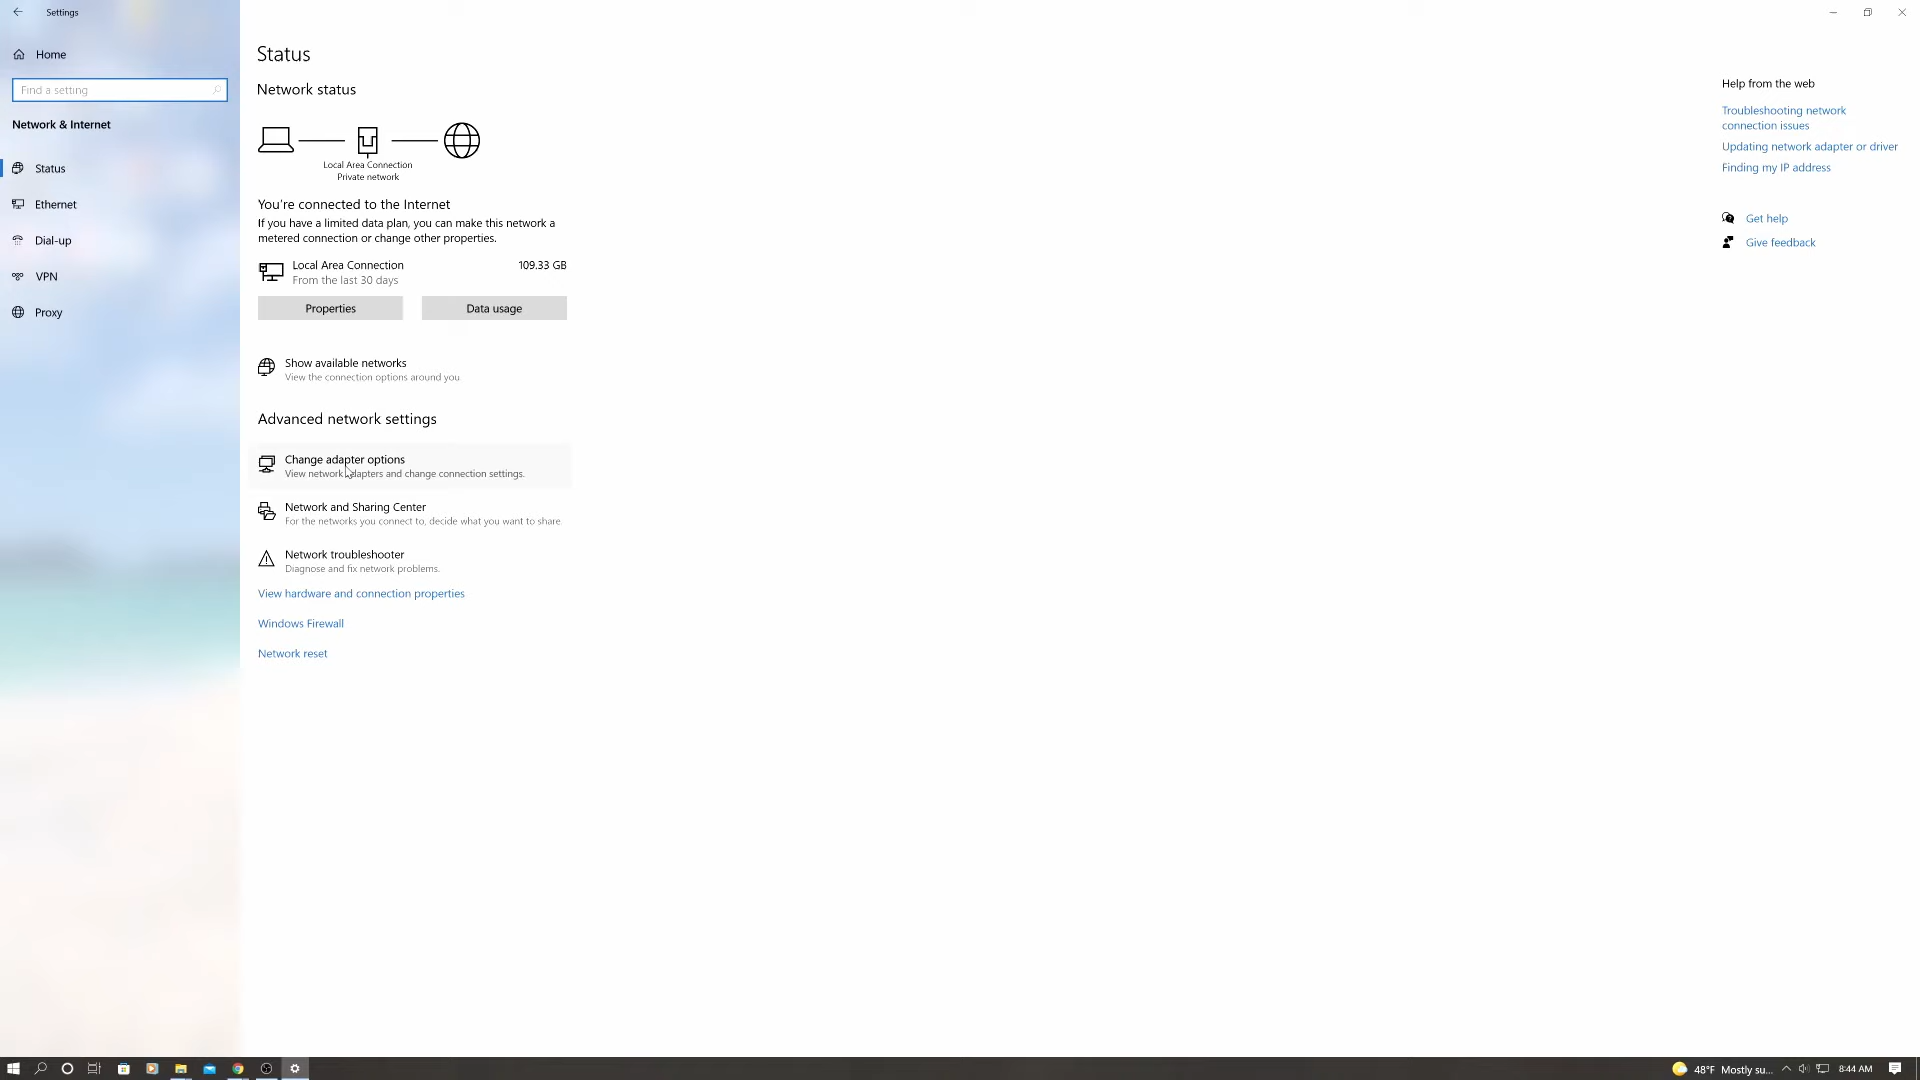 Settings
Home
Find a setting
Network & Internet
Status
Ethernet
Dial-up
VPN
Proxy
Status
Network status
Local Area Connection
Private network
You're connected to the Internet
If you have a limited data plan, you can make this network a
metered connection or change other properties.
Local Area Connection 109.33 GB
From the last 30 days
Properties Data usage
Show available networks
View the connection options around you
Advanced network settings
Change adapter options
View network adapters and change connection settings.
Network and Sharing Center
For the networks you connect to, decide what you want to share
Network troubleshooter
Diagnose and fix network problems.
View hardware and connection properties
Windows Firewall
Network reset
Help from the web
Troubleshooting network
connection issues
Updating network adapter or driver
Finding my IP address
Get help
Give feedback
48°F Mostly su... 8:44 AM